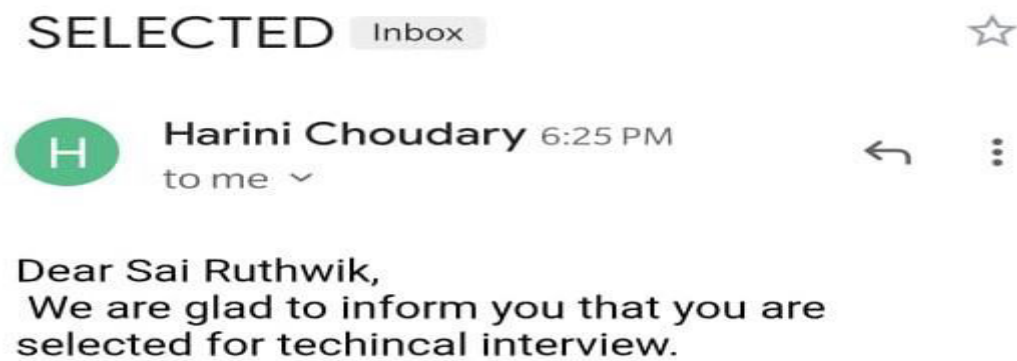 SELECTED Inbox
H
Harini Choudary 6:25 PM
to me
Dear Sai Ruthwik,
We are glad to inform you that you are
selected for techincal interview.